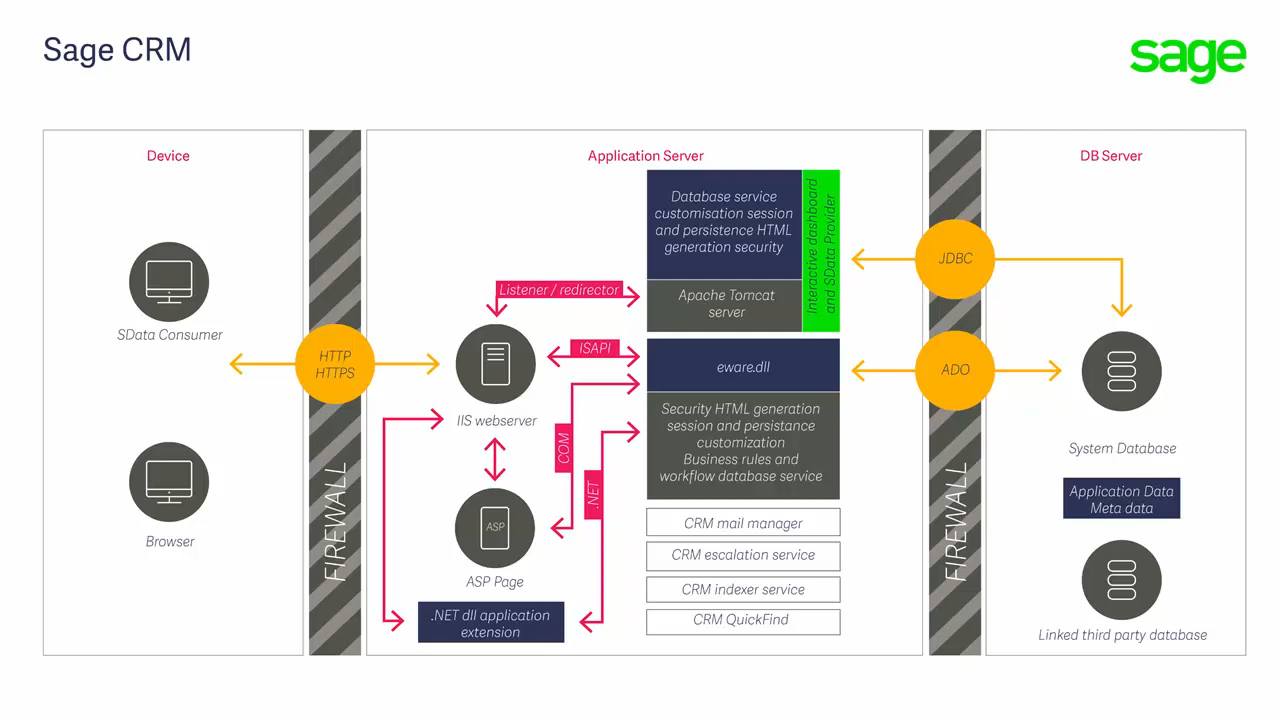 Sage CRM
sage
Device
SData Consumer
Browser
HTTP
HTTPS
FIREWALL
Application Server
Database service
customisation session
and persistence HTML
generation security
Interactive dashboard
and SData Provider
Apache Tomcat
server
Listener / redirector
ISAPI
IIS webserver
eware.dll
Security HTML generation
session and persistance
customization
Business rules and
workflow database service
COM
.NET
ASP
ASP Page
.NET dll application
extension
CRM mail manager
CRM escalation service
CRM indexer service
CRM QuickFind
JDBC
ADO
FIREWALL
DB Server
System Database
Application Data
Meta data
Linked third party database